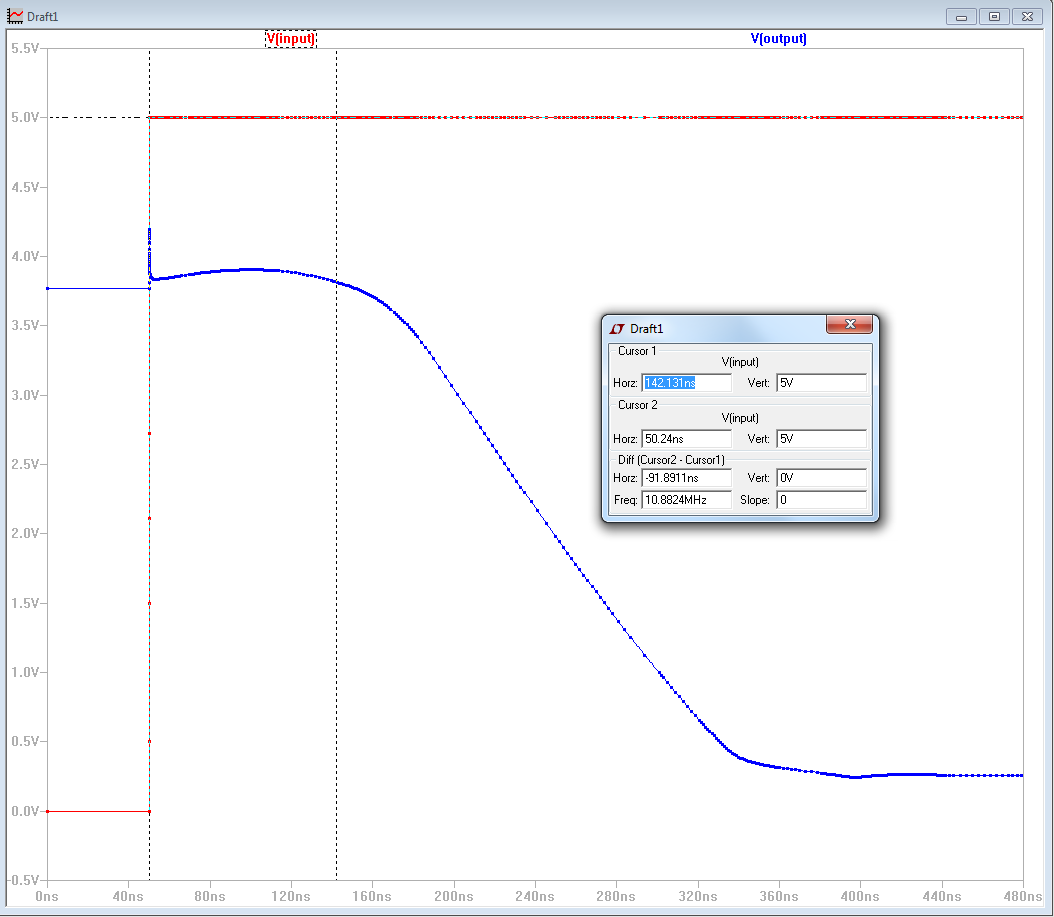 Draft1
V(input) V(output)
5.5V
5.0V
4.5V
4.0V
3.5V
3.0V
2.5V
2.0V
1.5V
1.0V
0.5V
0.0V
-0.5V
0ns 40ns 80ns 120ns 160ns 200ns 240ns 280ns 320ns 360ns 400ns 440ns 480ns
Draft1
Cursor 1
V(input)
Horz: 142.131ns Vert: 5V
Cursor 2
V(input)
Horz: 50.24ns Vert: 5V
Diff (Cursor2 - Cursor1)
Horz: -91.8911ns Vert: 0V
Freq: 10.8824MHz Slope: 0